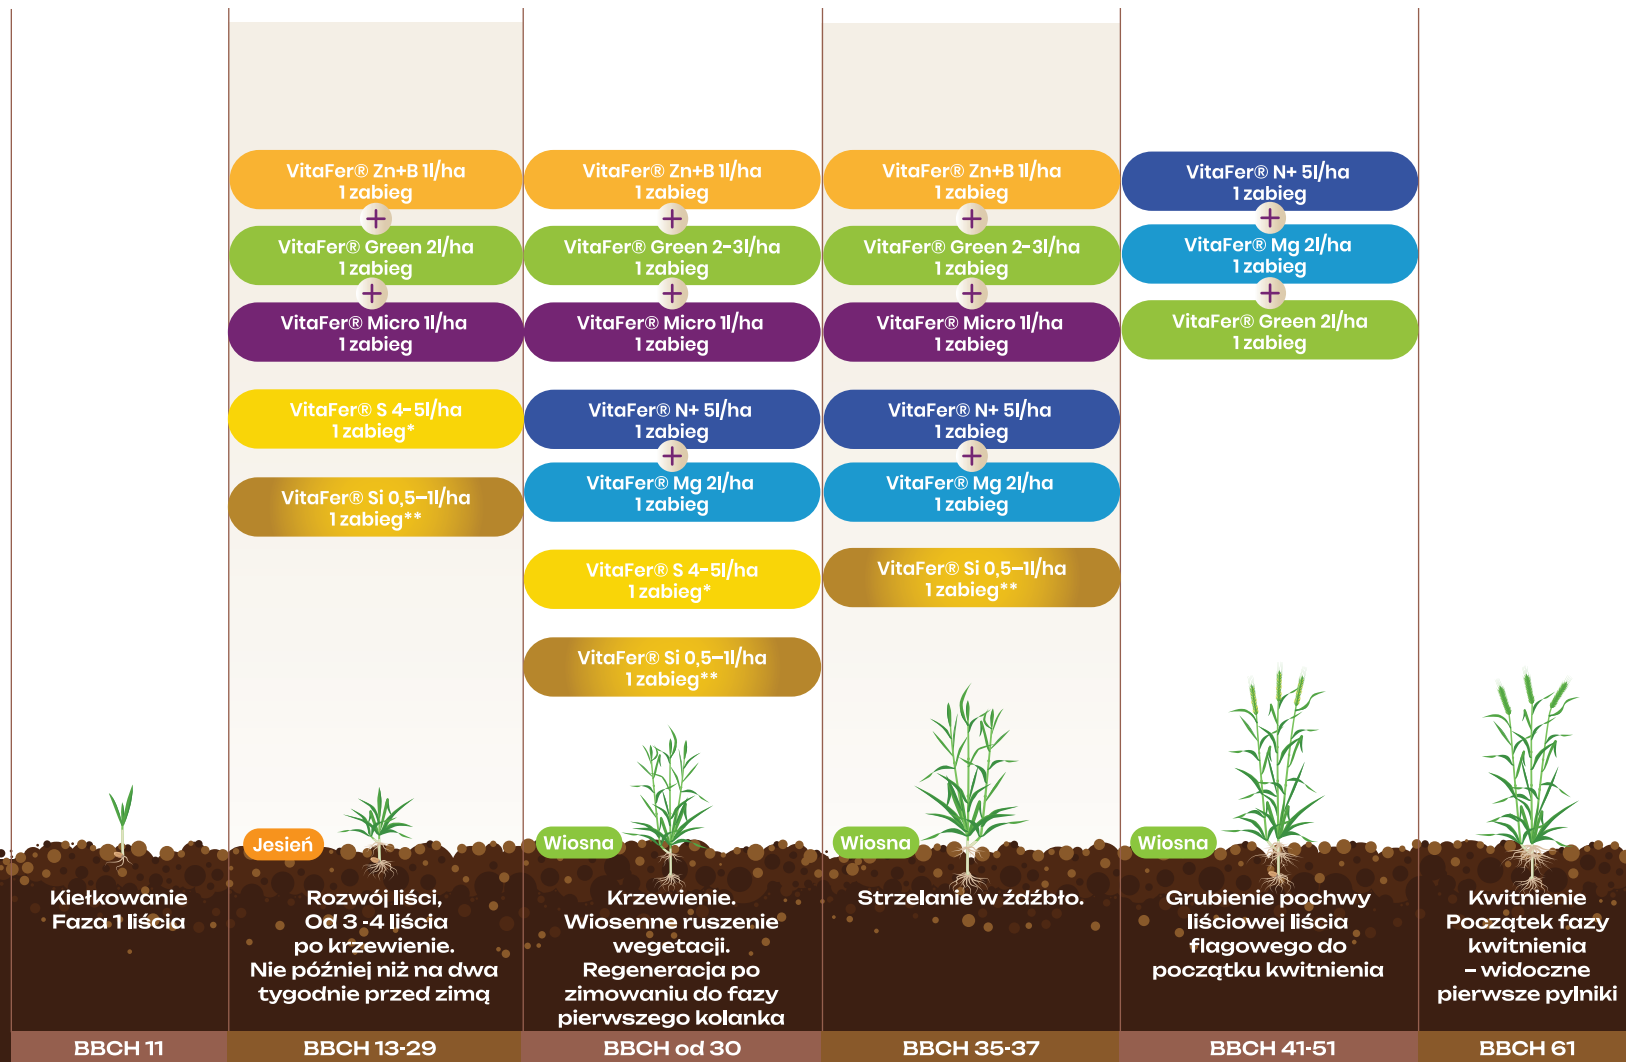 VitaFer® Zn+B 1l/ha
1 zabieg
+
VitaFer® Green 2l/ha
1 zabieg
+
VitaFer® Micro 1l/ha
1 zabieg
VitaFer® S 4-5l/ha
1 zabieg*
VitaFer® Si 0,5–1l/ha
1 zabieg**
VitaFer® Zn+B 1l/ha
1 zabieg
+
VitaFer® Green 2-3l/ha
1 zabieg
+
VitaFer® Micro 1l/ha
1 zabieg
VitaFer® N+ 5l/ha
1 zabieg
+
VitaFer® Mg 2l/ha
1 zabieg
VitaFer® S 4-5l/ha
1 zabieg*
VitaFer® Si 0,5–1l/ha
1 zabieg**
VitaFer® Zn+B 1l/ha
1 zabieg
+
VitaFer® Green 2-3l/ha
1 zabieg
+
VitaFer® Micro 1l/ha
1 zabieg
VitaFer® N+ 5l/ha
1 zabieg
+
VitaFer® Mg 2l/ha
1 zabieg
VitaFer® Si 0,5–1l/ha
1 zabieg**
VitaFer® N+ 5l/ha
1 zabieg
+
VitaFer® Mg 2l/ha
1 zabieg
+
VitaFer® Green 2l/ha
1 zabieg
Kiełkowanie
Faza 1 liścia
BBCH 11
Jesień
Rozwój liści,
Od 3 -4 liścia
po krzewienie.
Nie później niż na dwa
tygodnie przed zimą
BBCH 13-29
Wiosna
Krzewienie.
Wiosenne ruszenie
wegetacji.
Regeneracja po
zimowaniu do fazy
pierwszego kolanka
BBCH od 30
Wiosna
Strzelanie w źdźbło.
BBCH 35-37
Wiosna
Grubienie pochwy
liściowej liścia
flagowego do
początku kwitnienia
BBCH 41-51
Kwitnienie
Początek fazy
kwitnienia
– widoczne
pierwsze pylniki
BBCH 61